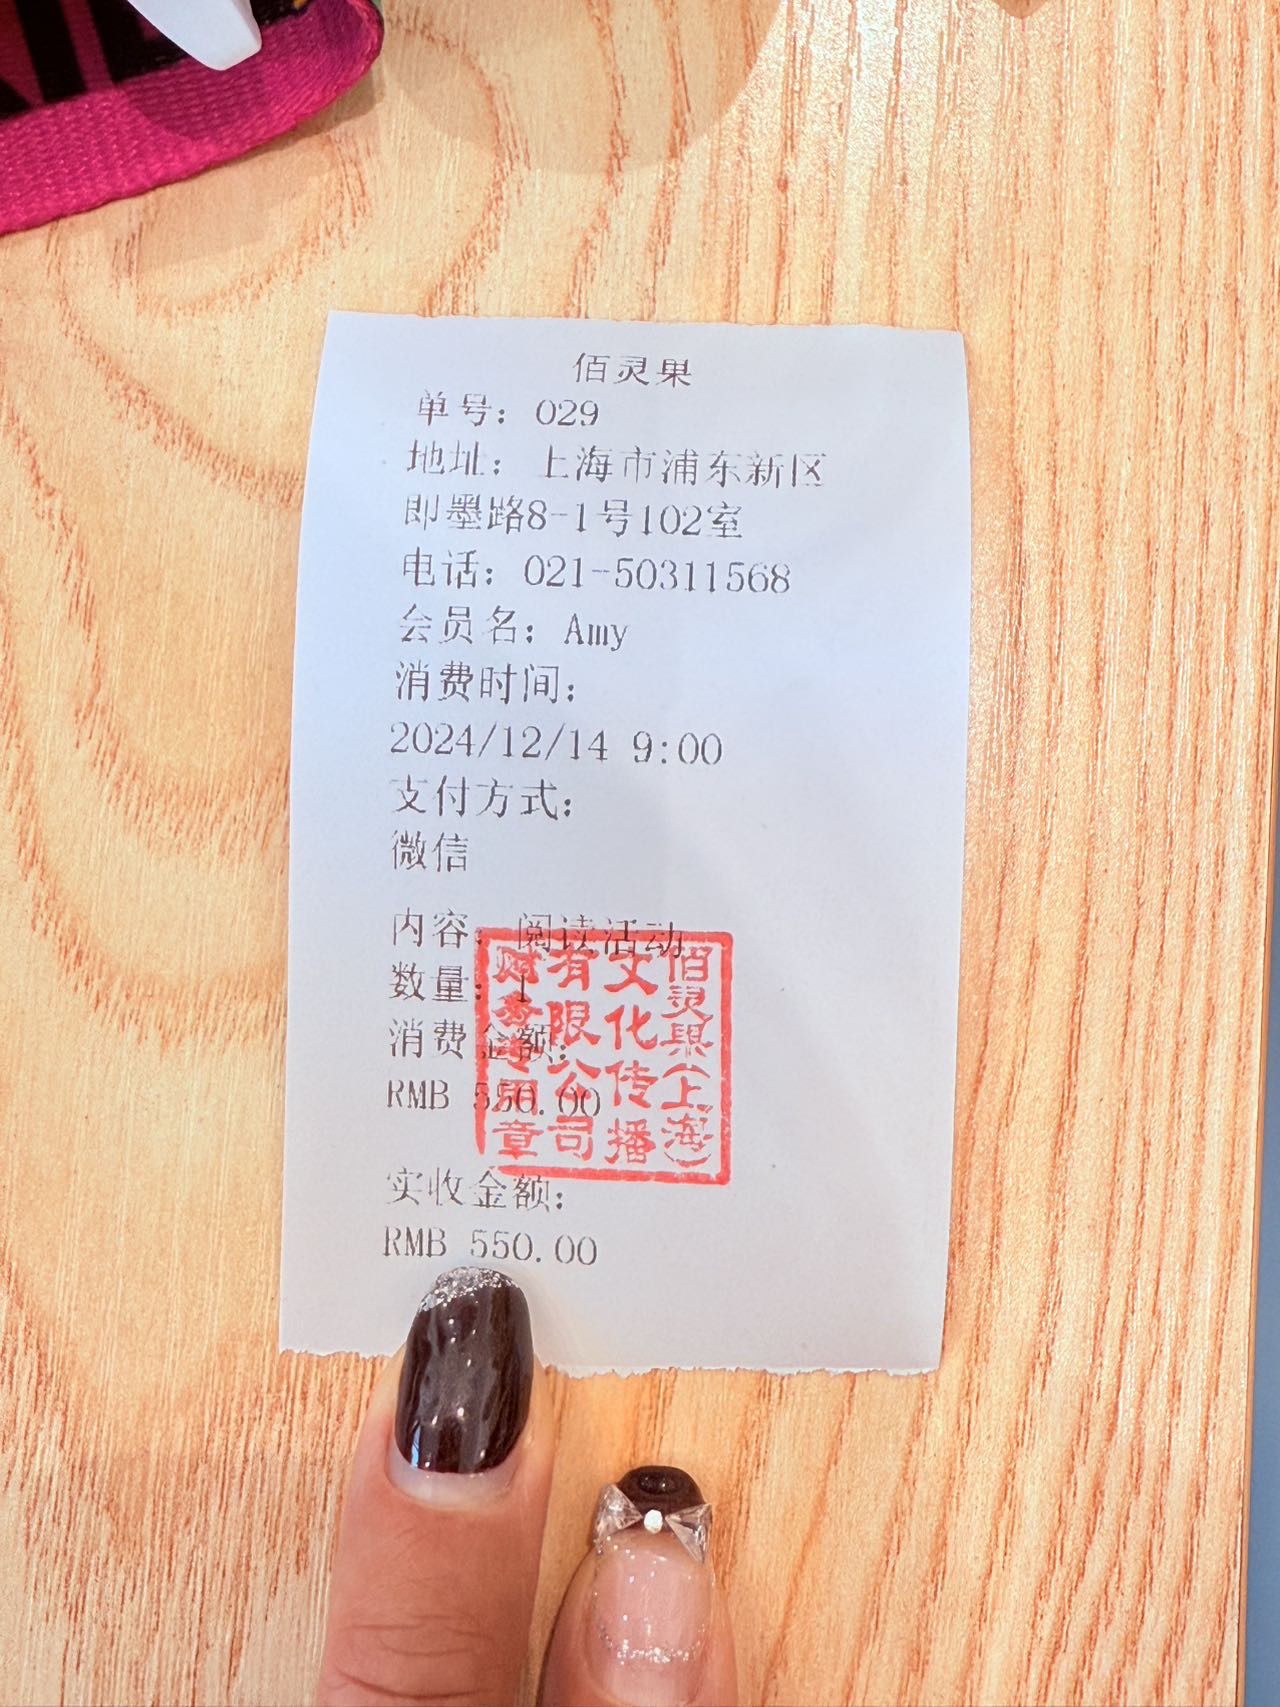 佰灵果
单号：029
地址：上海市浦东新区
即墨路8-1号102室
电话：021-50311568
会员名：Amy
消费时间：
2024/12/14 9:00
支付方式：
微信
内容：阅读活动
数量：1
消费金额：
RMB 550.00
实收金额：
RMB 550.00
佰灵果（上海）
文化传播
有限公司
财务专用章